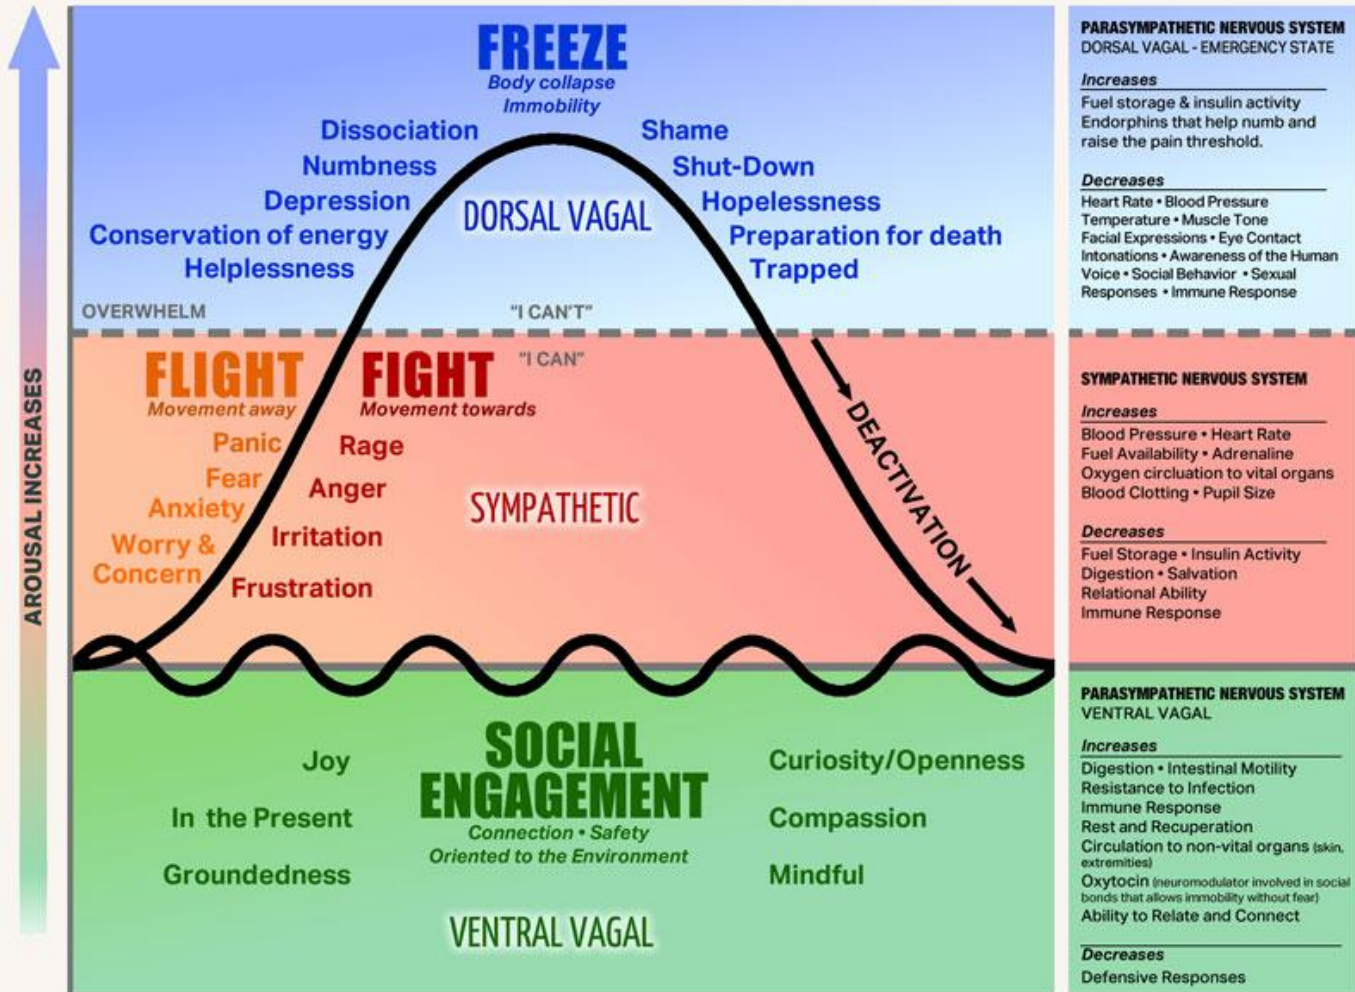 AROUSAL INCREASES
FREEZE
Body collapse
Immobility
Dissociation
Numbness
Depression
Conservation of energy
Helplessness
DORSAL VAGAL
Shame
Shut-Down
Hopelessness
Preparation for death
Trapped
OVERWHELM
"I CAN'T"
"I CAN"
FLIGHT
Movement away
Panic
Fear
Anxiety
Worry &
Concern
FIGHT
Movement towards
Rage
Anger
Irritation
Frustration
SYMPATHETIC
DEACTIVATION
SOCIAL
ENGAGEMENT
Connection • Safety
Oriented to the Environment
Joy
In the Present
Groundedness
Curiosity/Openness
Compassion
Mindful
VENTRAL VAGAL
PARASYMPATHETIC NERVOUS SYSTEM
DORSAL VAGAL - EMERGENCY STATE
Increases
Fuel storage & insulin activity
Endorphins that help numb and
raise the pain threshold.
Decreases
Heart Rate • Blood Pressure
Temperature • Muscle Tone
Facial Expressions • Eye Contact
Intonations • Awareness of the Human
Voice • Social Behavior • Sexual
Responses • Immune Response
SYMPATHETIC NERVOUS SYSTEM
Increases
Blood Pressure • Heart Rate
Fuel Availability • Adrenaline
Oxygen circluation to vital organs
Blood Clotting • Pupil Size
Decreases
Fuel Storage • Insulin Activity
Digestion • Salvation
Relational Ability
Immune Response
PARASYMPATHETIC NERVOUS SYSTEM
VENTRAL VAGAL
Increases
Digestion • Intestinal Motility
Resistance to Infection
Immune Response
Rest and Recuperation
Circulation to non-vital organs (skin,
extremities)
Oxytocin (neuromodulator involved in social
bonds that allows immobility without fear)
Ability to Relate and Connect
Decreases
Defensive Responses